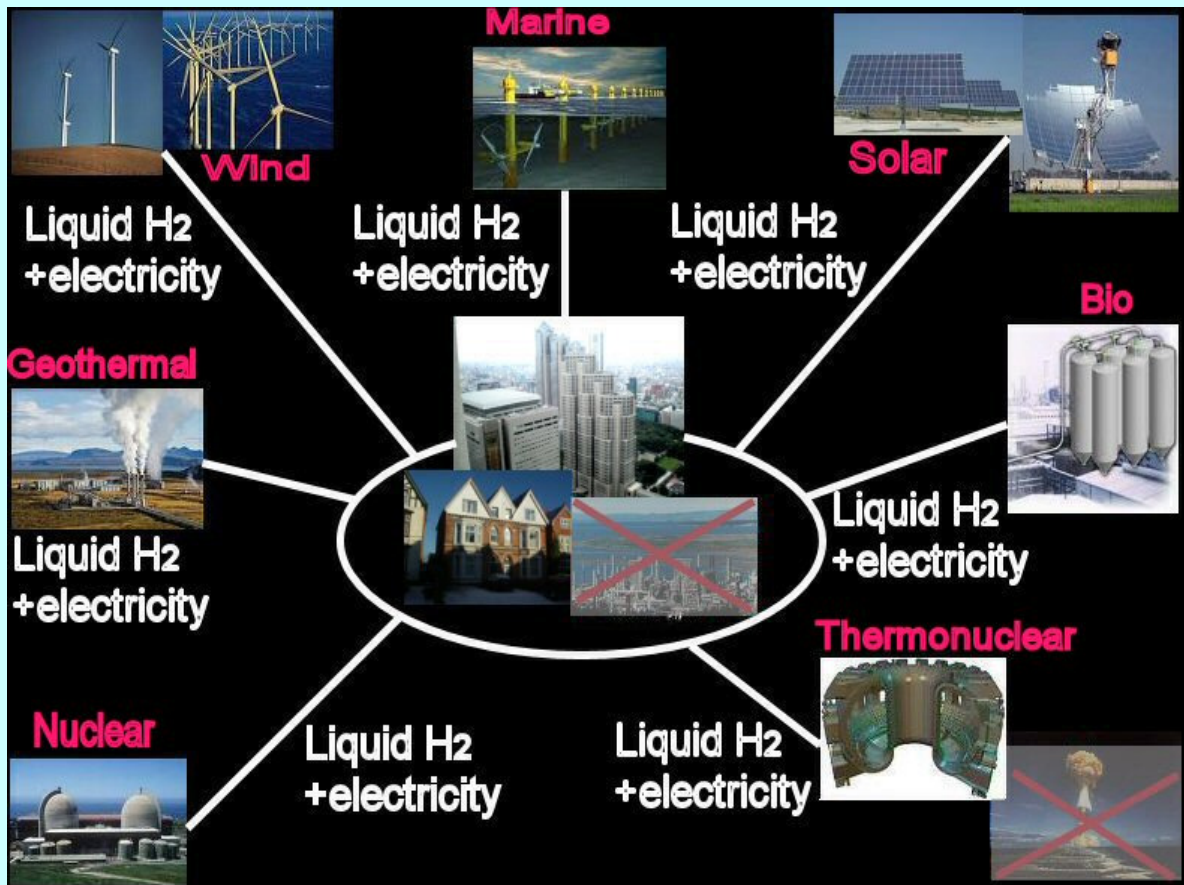 Marine
Wind
Solar
Liquid H2
+electricity
Liquid H2
+electricity
Liquid H2
+electricity
Bio
Geothermal
Liquid H2
+electricity
Liquid H2
+electricity
Thermonuclear
Nuclear
Liquid H2
+electricity
Liquid H2
+electricity